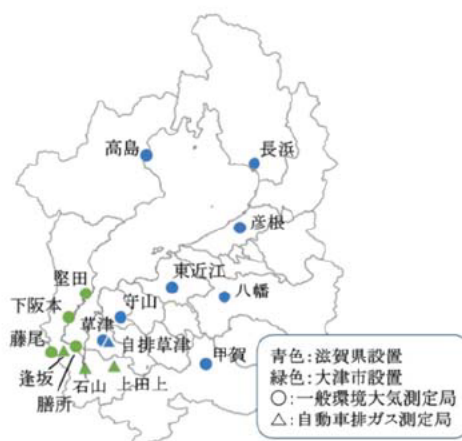 高島
長浜
彦根
東近江
堅田
八幡
下阪本
守山
草津
藤尾
自排草津
甲賀
逢坂
石山
上田上
膳所
青色:滋賀県設置
緑色:大津市設置
○:一般環境大気測定局
△:自動車排ガス測定局